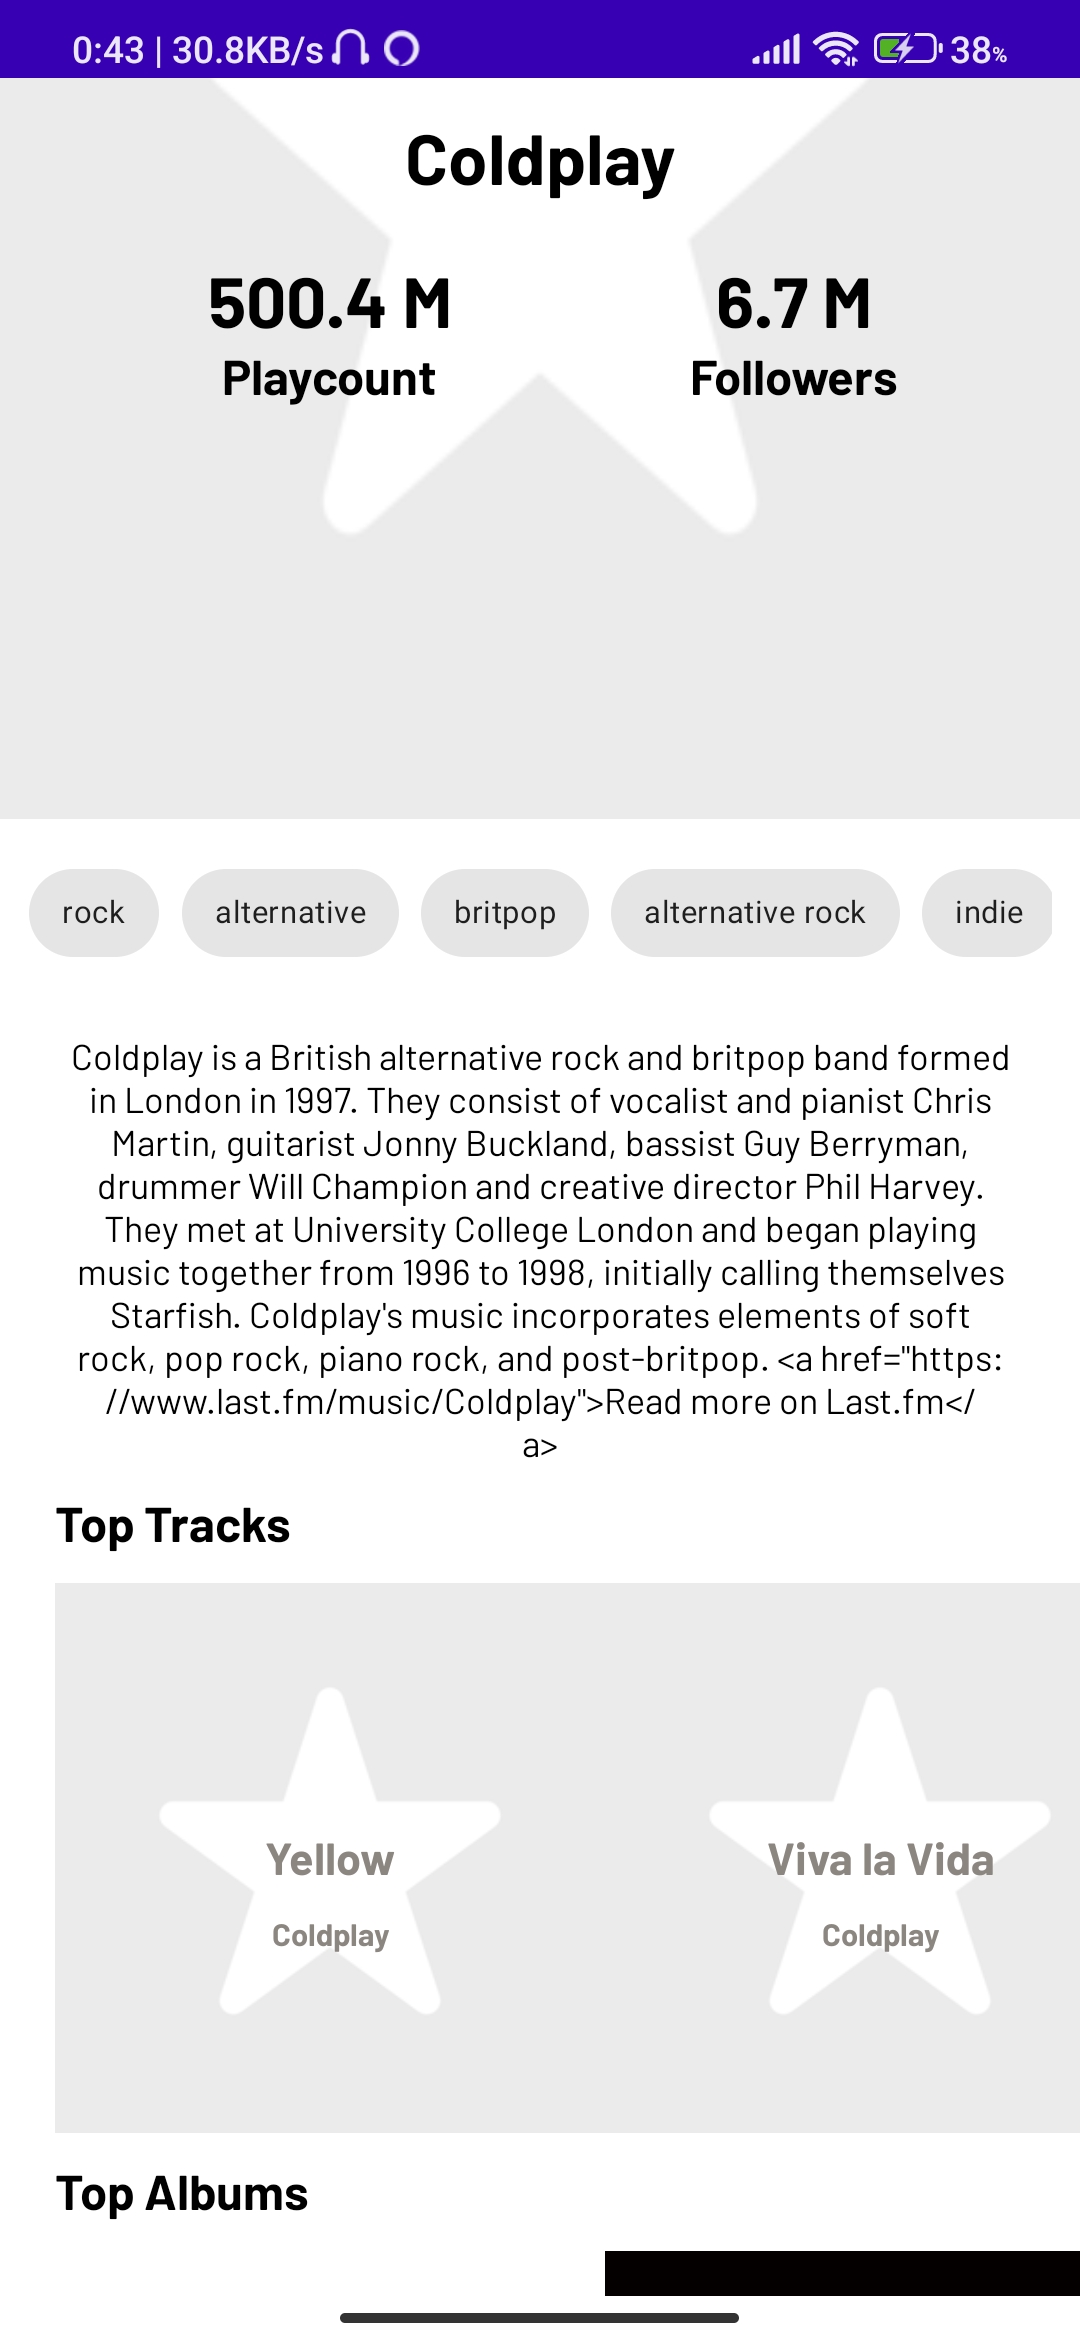 0:43 | 30.8KB/s 38%
Coldplay
500.4 M 6.7 M
Playcount Followers
rock alternative britpop alternative rock indie
Coldplay is a British alternative rock and britpop band formed
in London in 1997. They consist of vocalist and pianist Chris
Martin, guitarist Jonny Buckland, bassist Guy Berryman,
drummer Will Champion and creative director Phil Harvey.
They met at University College London and began playing
music together from 1996 to 1998, initially calling themselves
Starfish. Coldplay's music incorporates elements of soft
rock, pop rock, piano rock, and post-britpop. <a href="https:
//www.last.fm/music/Coldplay">Read more on Last.fm</
a>
Top Tracks
Yellow Viva la Vida
Coldplay Coldplay
Top Albums